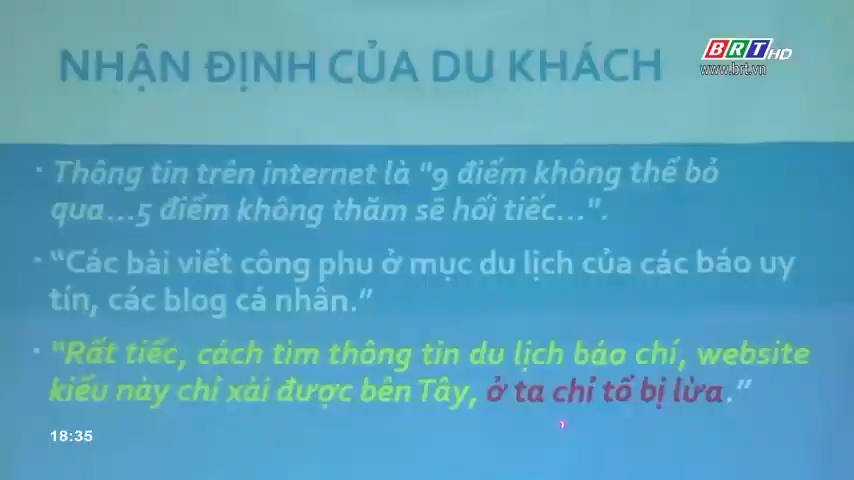 NHẬN ĐỊNH CỦA DU KHÁCH
BRT HD
www.brt.vn
• Thông tin trên internet là "9 điểm không thể bỏ
qua...5 điểm không thăm sẽ hối tiếc...".
• “Các bài viết công phu ở mục du lịch của các báo uy
tín, các blog cá nhân.”
• "Rất tiếc, cách tìm thông tin du lịch báo chí, website
kiểu này chỉ xài được bên Tây, ở ta chỉ tổ bị lừa.”
18:35